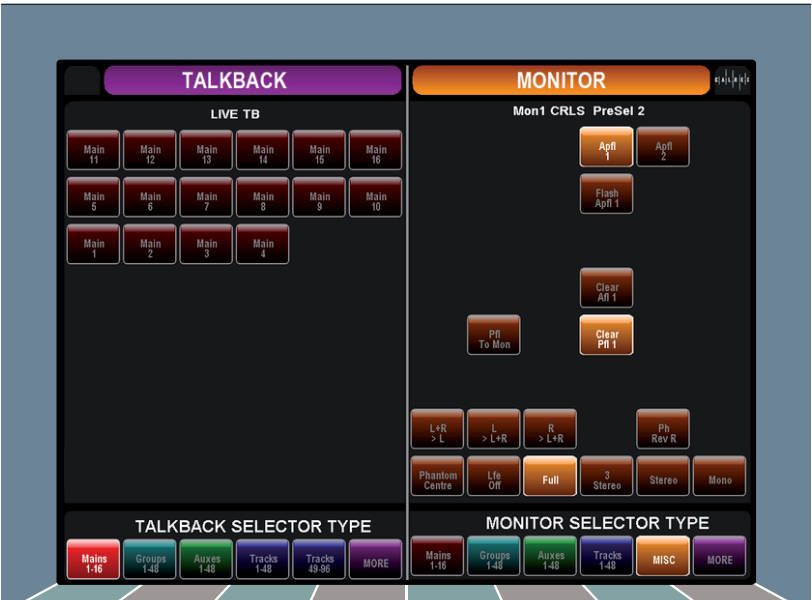 TALKBACK
MONITOR
CALREC
LIVE TB
Mon1 CRLS PreSel 2
Main 11
Main 12
Main 13
Main 14
Main 15
Main 16
Apfl 1
Apfl 2
Main 5
Main 6
Main 7
Main 8
Main 9
Main 10
Flash Apfl 1
Main 1
Main 2
Main 3
Main 4
Clear Afl 1
Pfl To Mon
Clear Pfl 1
L+R > L
L > L+R
R > L+R
Ph Rev R
Phantom Centre
Lfe Off
Full
3 Stereo
Stereo
Mono
TALKBACK SELECTOR TYPE
Mains 1-16
Groups 1-48
Auxes 1-48
Tracks 1-48
Tracks 49-96
MORE
MONITOR SELECTOR TYPE
Mains 1-16
Groups 1-48
Auxes 1-48
Tracks 1-48
MISC
MORE